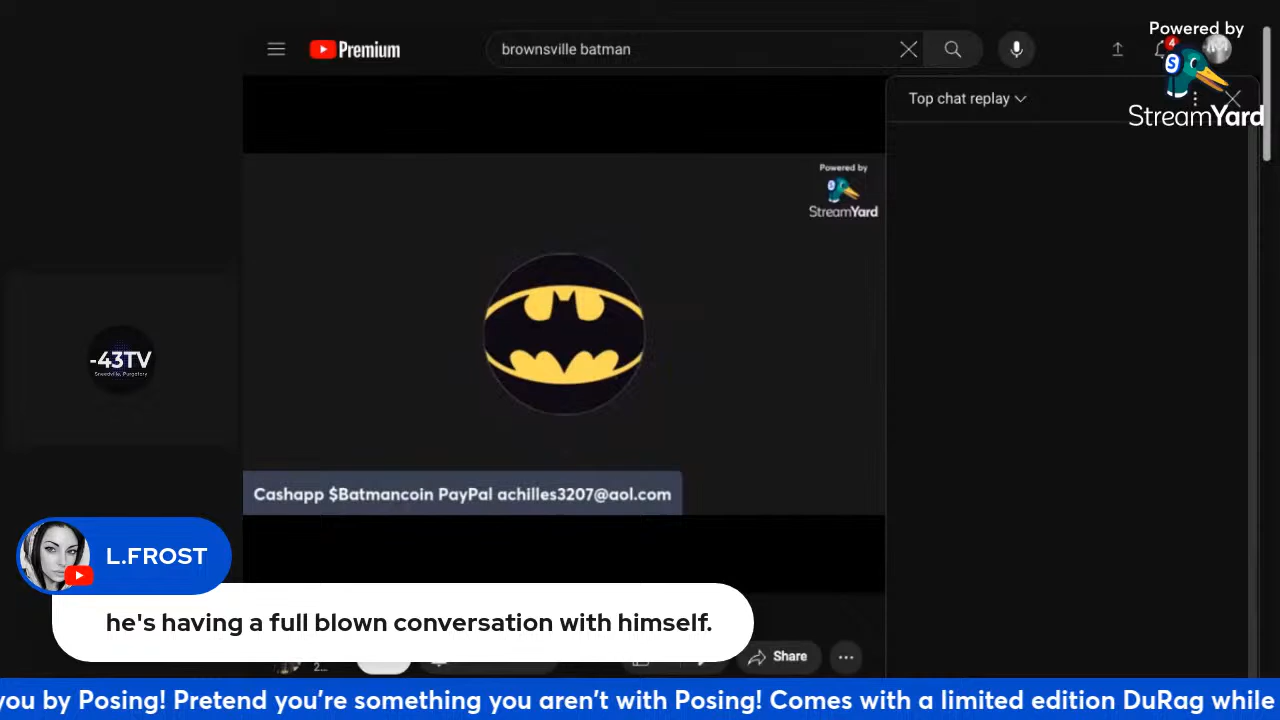 Powered by
StreamYard
Premium
brownsville batman
4
Top chat replay
Powered by
StreamYard
-43TV
Cashapp $Batmancoin PayPal achilles3207@aol.com
L.FROST
he's having a full blown conversation with himself.
2...
Share
you by Posing! Pretend you’re something you aren’t with Posing! Comes with a limited edition DuRag while